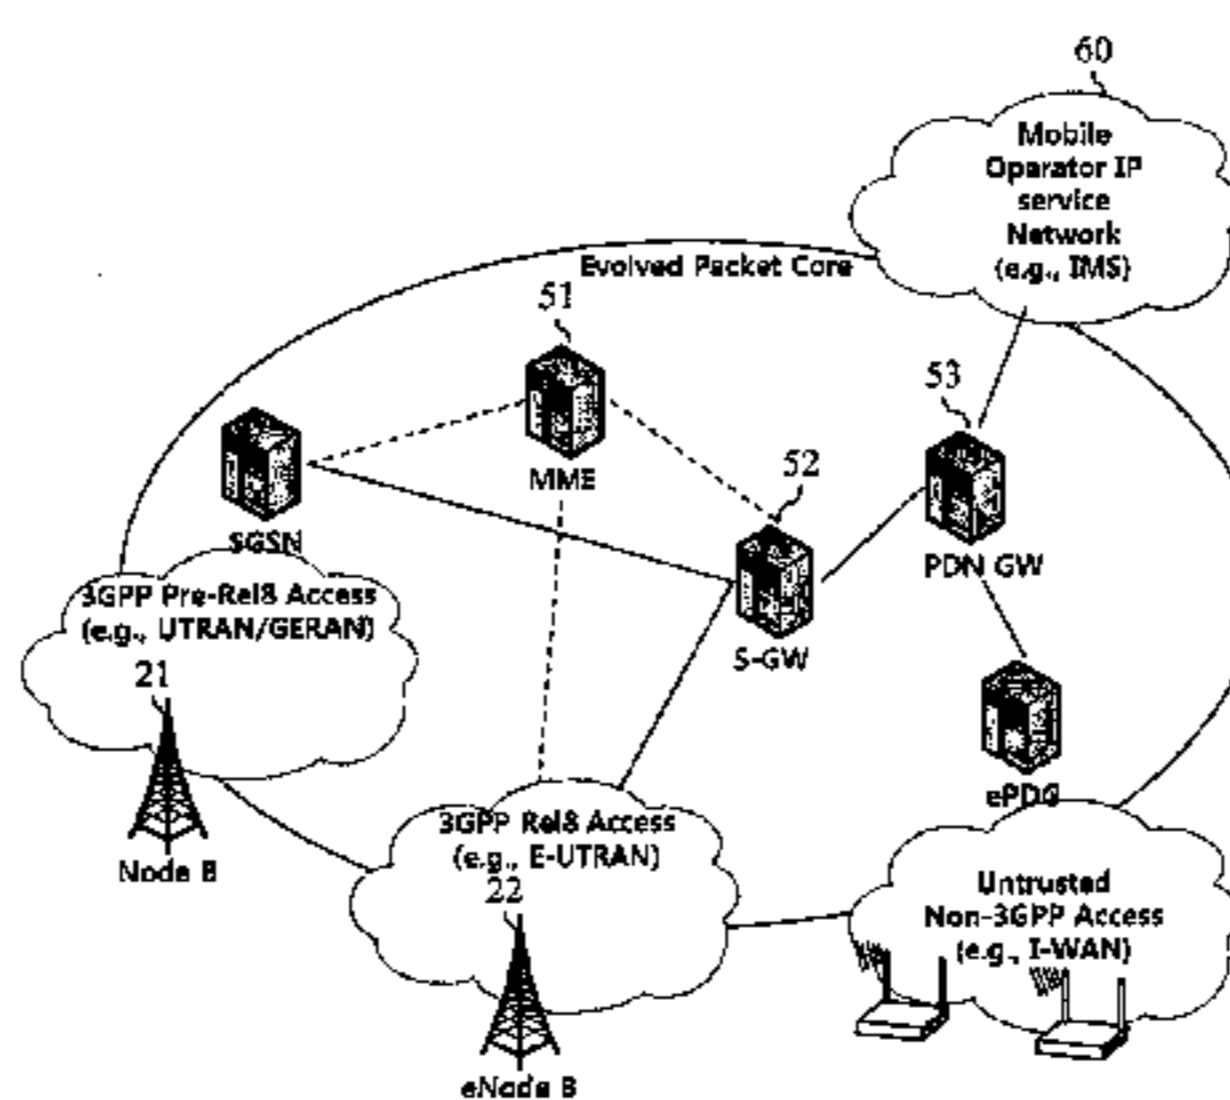 60
Mobile
Operator IP
service
Network
(e.g., IMS)
Evolved Packet Core
51
MME
53
PDN GW
52
S-GW
SGSN
3GPP Pre-Rel8 Access
(e.g., UTRAN/GERAN)
21
Node B
ePDG
3GPP Rel8 Access
(e.g., E-UTRAN)
22
eNode B
Untrusted
Non-3GPP Access
(e.g., I-WAN)